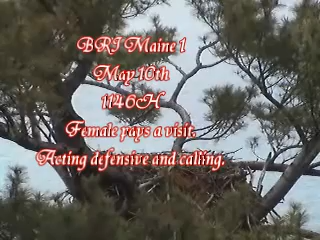 BRI Maine 1
May 10th
1146H
Female pays a visit.
Acting defensive and calling.